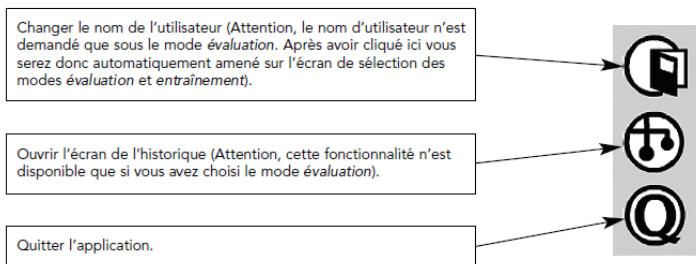 Changer le nom de l'utilisateur (Attention, le nom d'utilisateur n'est
demandé que sous le mode évaluation. Après avoir cliqué ici vous
serez donc automatiquement amené sur l'écran de sélection des
modes évaluation et entraînement).
Ouvrir l'écran de l'historique (Attention, cette fonctionnalité n'est
disponible que si vous avez choisi le mode évaluation).
Q
Quitter l'application.